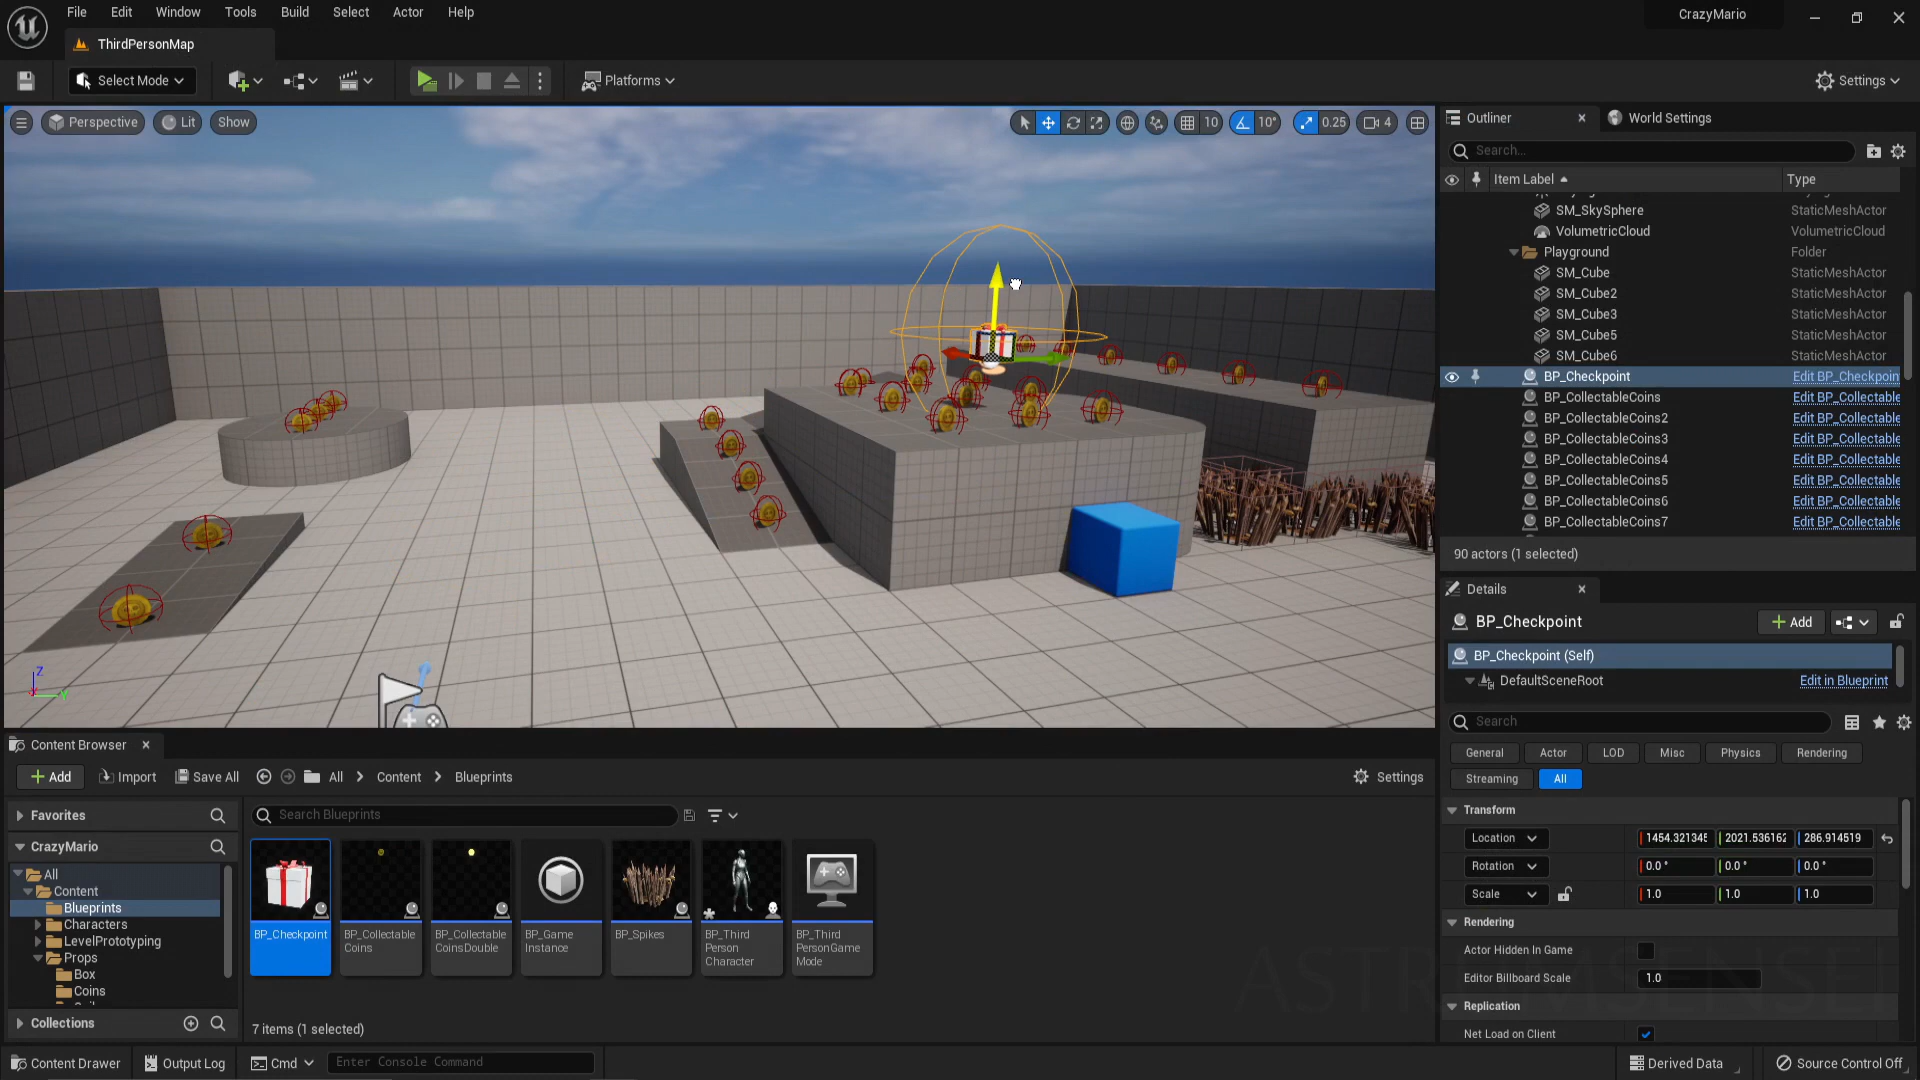 File Edit Window Tools Build Select Actor Help
CrazyMario
ThirdPersonMap
Select Mode
Platforms
Settings
Perspective Lit Show
10 10° 0.25 4
Outliner World Settings
Search...
Item Label Type
SM_SkySphere StaticMeshActor
VolumetricCloud VolumetricCloud
Playground Folder
SM_Cube StaticMeshActor
SM_Cube2 StaticMeshActor
SM_Cube3 StaticMeshActor
SM_Cube5 StaticMeshActor
SM_Cube6 StaticMeshActor
BP_Checkpoint Edit BP_Checkpoin
BP_CollectableCoins Edit BP_Collectable
BP_CollectableCoins2 Edit BP_Collectable
BP_CollectableCoins3 Edit BP_Collectable
BP_CollectableCoins4 Edit BP_Collectable
BP_CollectableCoins5 Edit BP_Collectable
BP_CollectableCoins6 Edit BP_Collectable
BP_CollectableCoins7 Edit BP_Collectable
90 actors (1 selected)
Details
BP_Checkpoint
Add
BP_Checkpoint (Self)
DefaultSceneRoot Edit in Blueprint
Search
General Actor LOD Misc Physics Rendering
Streaming All
Transform
Location 1454.321345 2021.536162 286.914519
Rotation 0.0 ° 0.0 ° 0.0 °
Scale 1.0 1.0 1.0
Rendering
Actor Hidden In Game
Editor Billboard Scale 1.0
Replication
Net Load on Client
Z
Y
Content Browser
Add Import Save All All Content Blueprints Settings
Favorites
Search Blueprints
CrazyMario
All
Content
Blueprints
Characters
LevelPrototyping
Props
Box
Coins
Collections
BP_Checkpoint
BP_Collectable
Coins
BP_Collectable
CoinsDouble
BP_Game
Instance
BP_Spikes
BP_Third
Person
Character
BP_Third
PersonGame
Mode
7 items (1 selected)
Content Drawer Output Log Cmd Enter Console Command
Derived Data Source Control Off